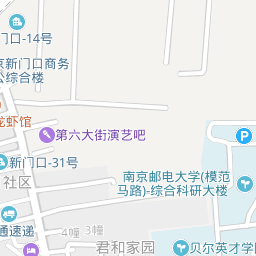 门口-14号
京新门口商务
公综合楼
龙虾馆
第六大街演艺吧
P
新门口-31号
南京邮电大学(模范
马路)-综合科研大楼
社区
通速递
4幢
3幢
君和家园
贝尔英才学